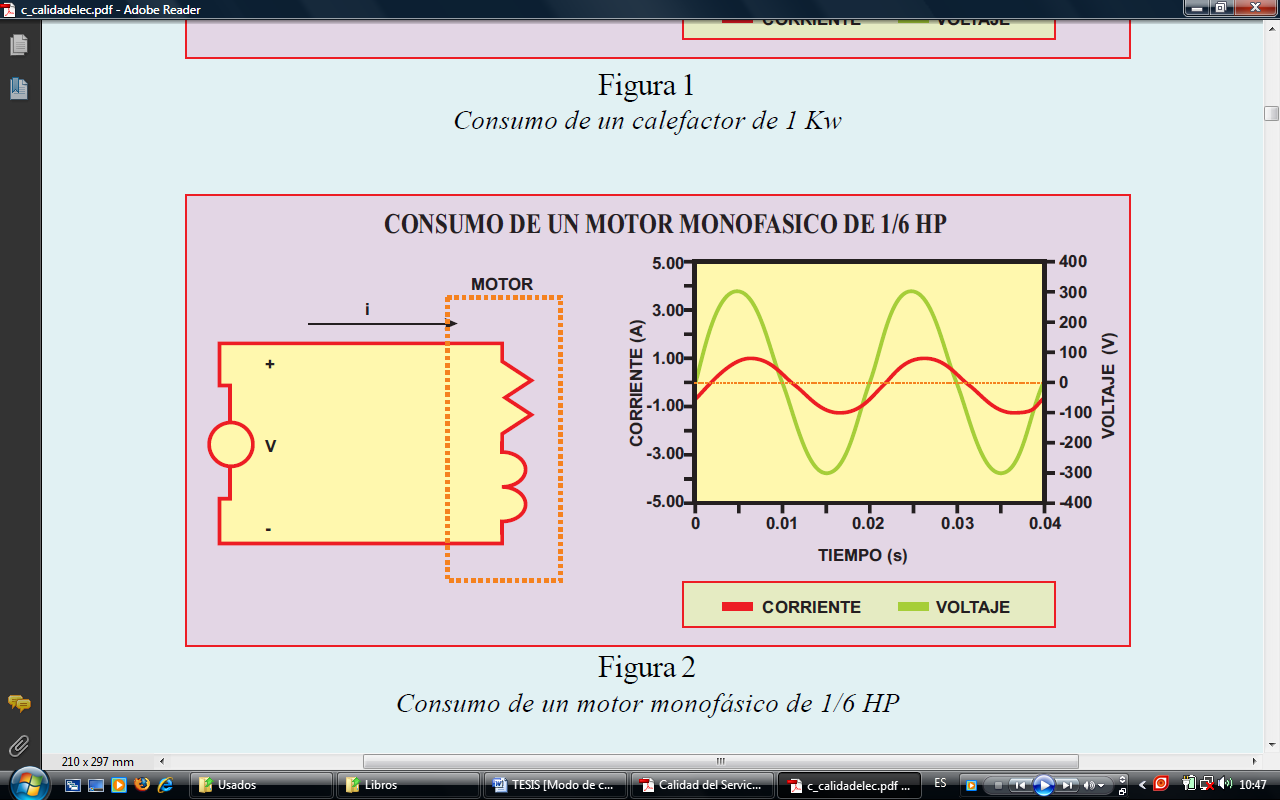 c_calidadelec.pdf - Adobe Reader
CORRIENTE VOLTAJE
Figura 1
Consumo de un calefactor de 1 Kw
CONSUMO DE UN MOTOR MONOFASICO DE 1/6 HP
MOTOR
i
+
V
-
CORRIENTE (A)
5.00
3.00
1.00
-1.00
-3.00
-5.00
400
300
200
100
0
-100
-200
-300
-400
VOLTAJE (V)
0 0.01 0.02 0.03 0.04
TIEMPO (s)
CORRIENTE VOLTAJE
Figura 2
Consumo de un motor monofásico de 1/6 HP
210 x 297 mm
Usados Libros TESIS [Modo de c... Calidad del Servic... c_calidadelec.pdf ... ES 10:47